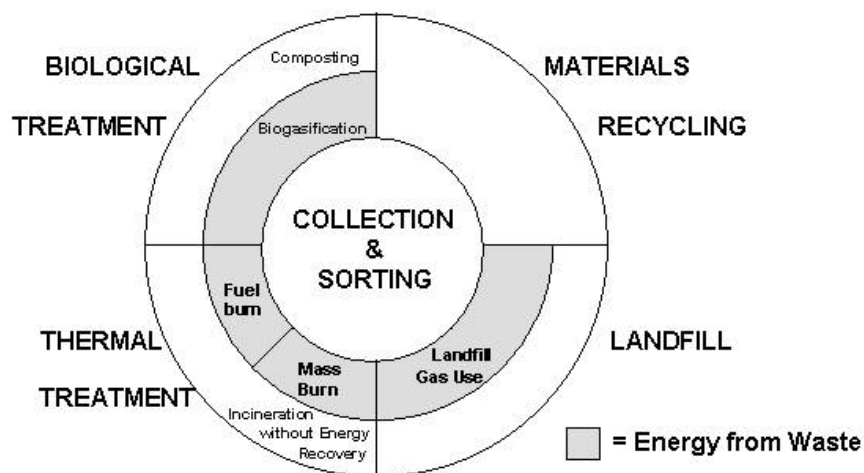 Composting
BIOLOGICAL
TREATMENT
Biogasification
MATERIALS
RECYCLING
COLLECTION
&
SORTING
Fuel
burn
Mass
Burn
Landfill
Gas Use
THERMAL
TREATMENT
Incineration
without Energy
Recovery
LANDFILL
= Energy from Waste